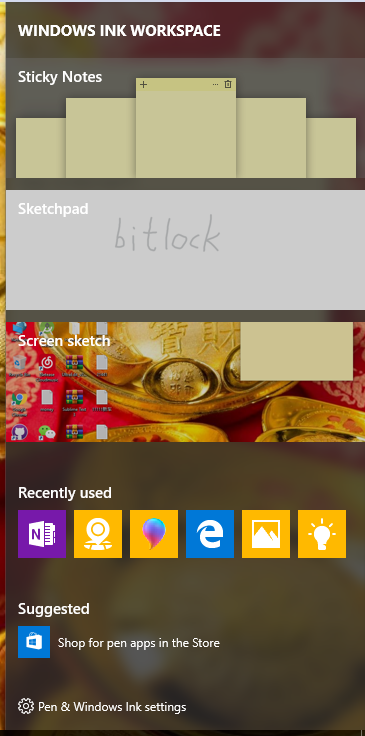 WINDOWS INK WORKSPACE
Sticky Notes
Sketchpad
bitlock
Screen sketch
Recently used
N
Suggested
Shop for pen apps in the Store
Pen & Windows Ink settings